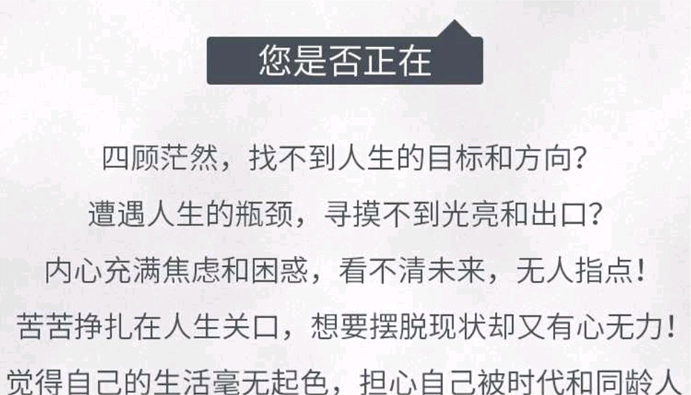 您是否正在
四顾茫然，找不到人生的目标和方向？
遭遇人生的瓶颈，寻摸不到光亮和出口？
内心充满焦虑和困惑，看不清未来，无人指点！
苦苦挣扎在人生关口，想要摆脱现状却又有心无力！
觉得自己的生活毫无起色，担心自己被时代和同龄人